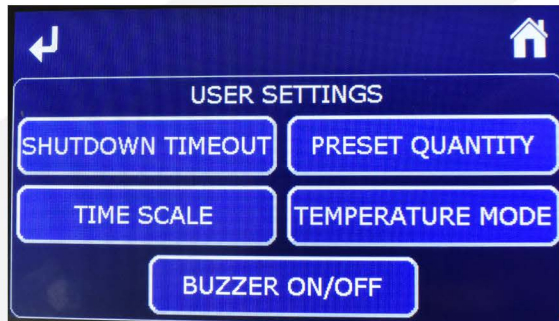 USER SETTINGS
SHUTDOWN TIMEOUT
PRESET QUANTITY
TIME SCALE
TEMPERATURE MODE
BUZZER ON/OFF